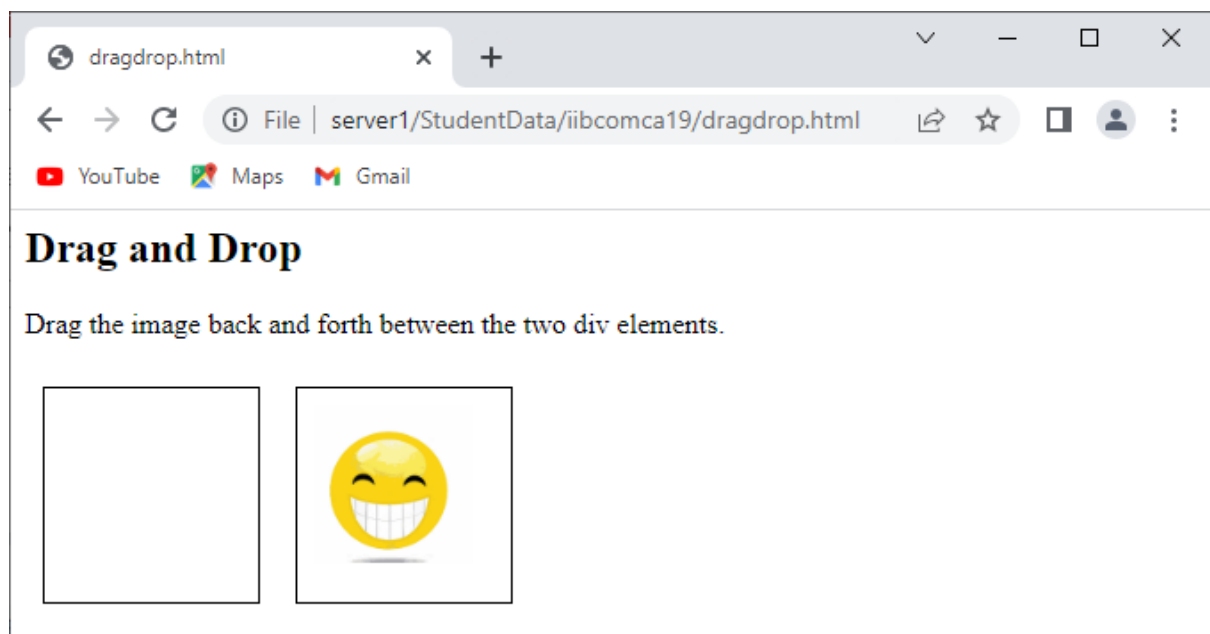 dragdrop.html
File | server1/StudentData/iibcomca19/dragdrop.html
YouTube Maps Gmail
Drag and Drop
Drag the image back and forth between the two div elements.